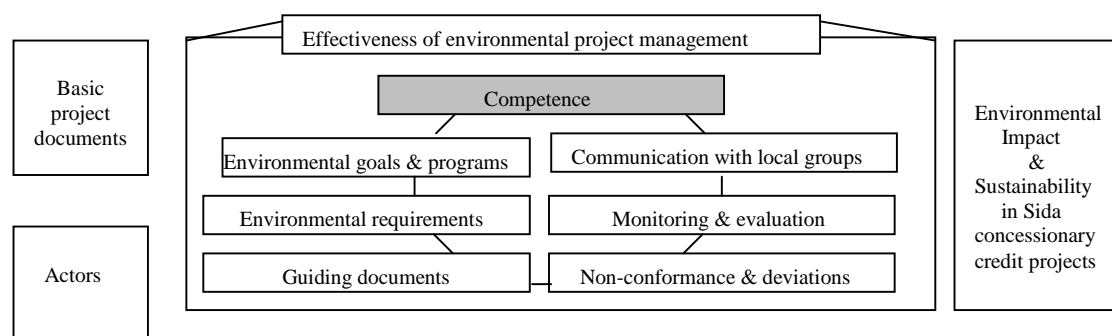 Effectiveness of environmental project management
Basic
project
documents
Actors
Competence
Environmental goals & programs
Communication with local groups
Environmental requirements
Monitoring & evaluation
Guiding documents
Non-conformance & deviations
Environmental
Impact
&
Sustainability
in Sida
concessionary
credit projects